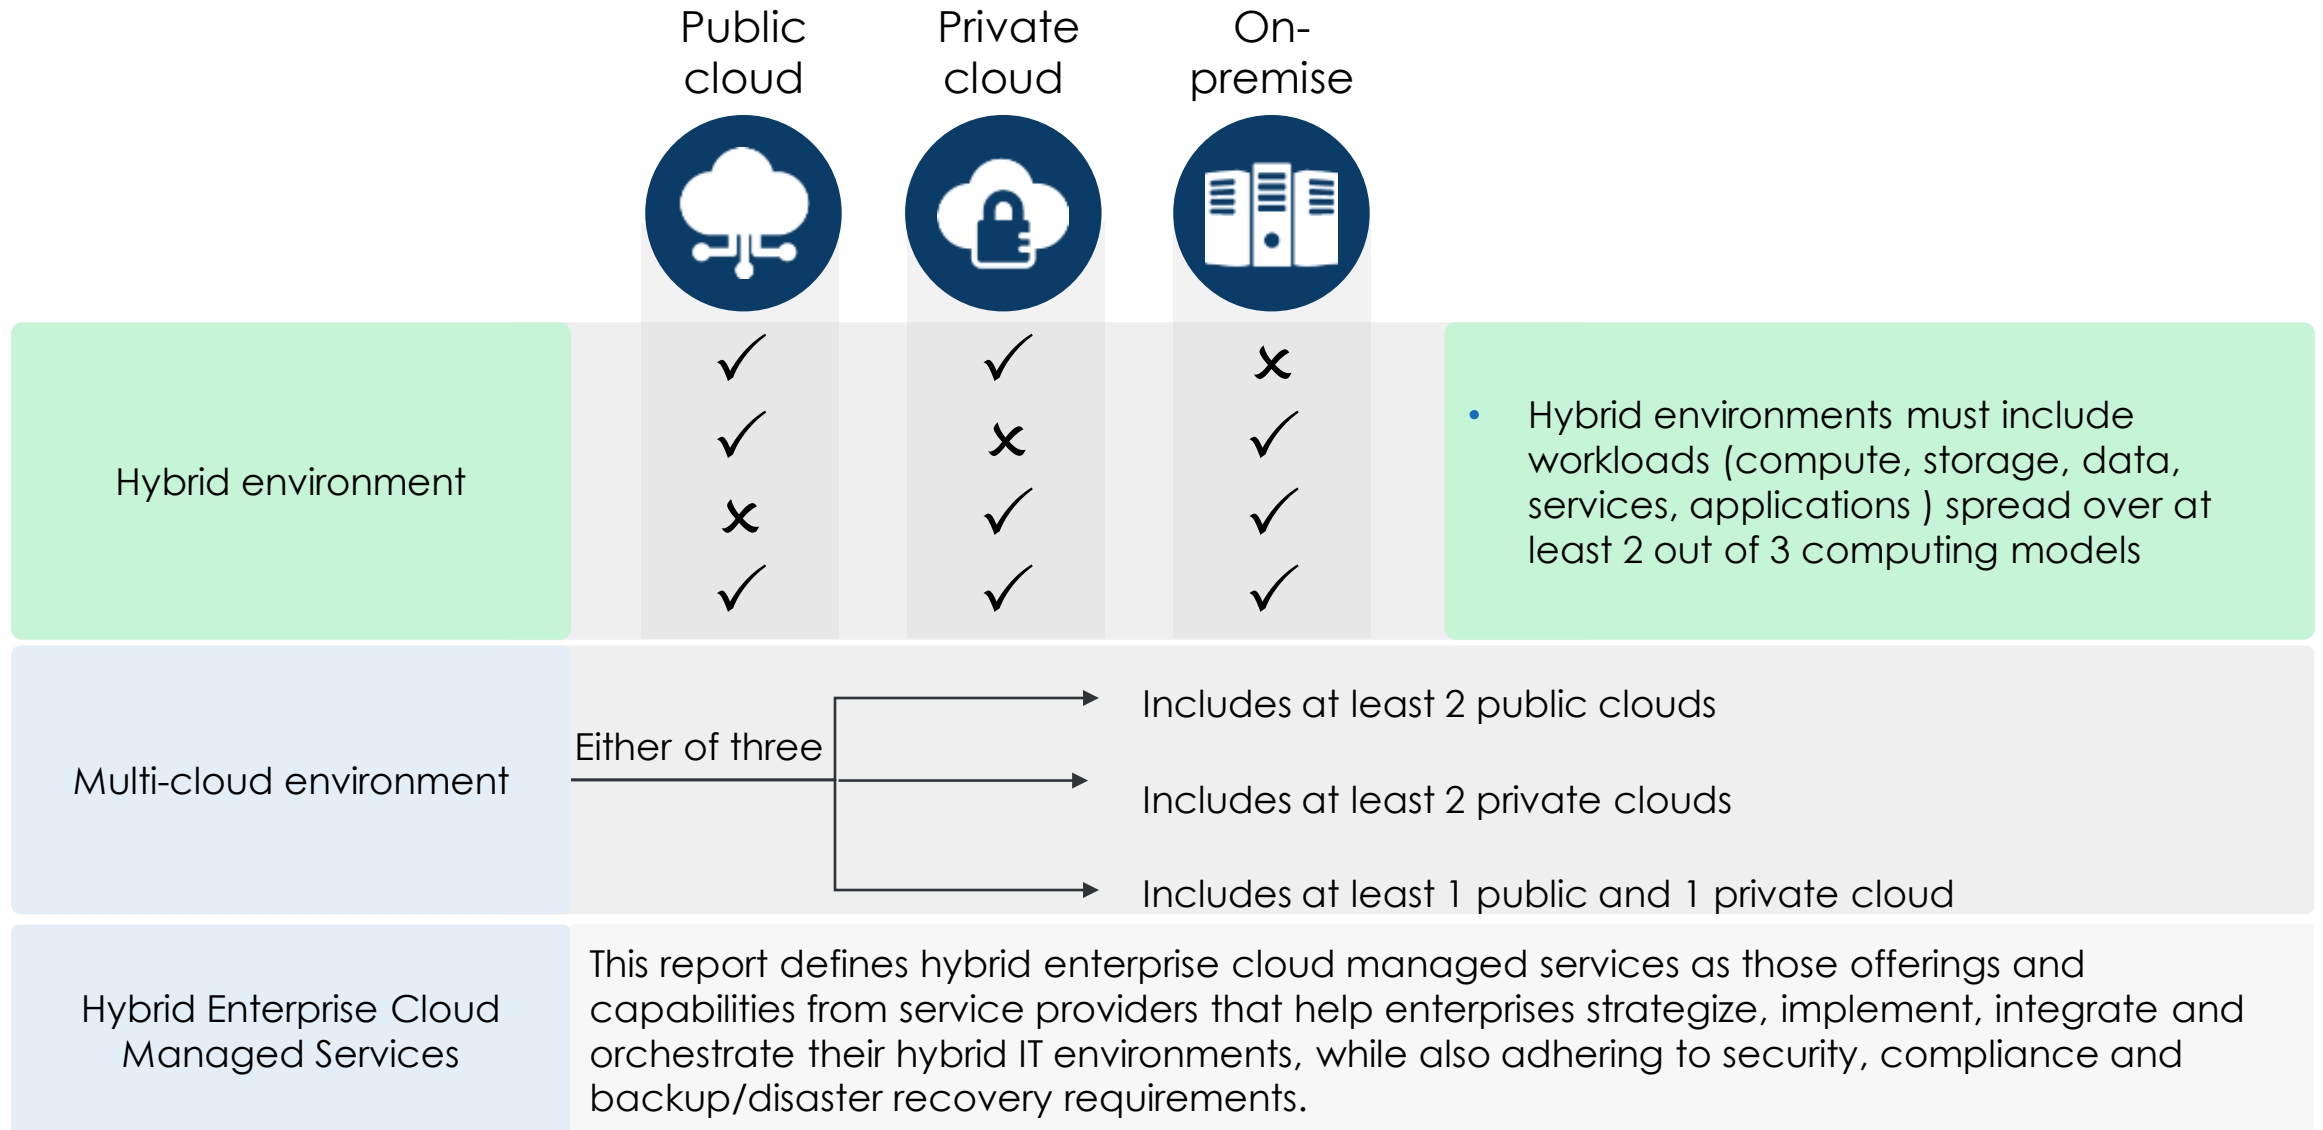 Public
cloud
Private
cloud
On-
premise
Hybrid environment
✓ ✓ ✗
✓ ✗ ✓
✗ ✓ ✓
✓ ✓ ✓
• Hybrid environments must include
workloads (compute, storage, data,
services, applications ) spread over at
least 2 out of 3 computing models
Multi-cloud environment
Either of three
Includes at least 2 public clouds
Includes at least 2 private clouds
Includes at least 1 public and 1 private cloud
Hybrid Enterprise Cloud
Managed Services
This report defines hybrid enterprise cloud managed services as those offerings and
capabilities from service providers that help enterprises strategize, implement, integrate and
orchestrate their hybrid IT environments, while also adhering to security, compliance and
backup/disaster recovery requirements.